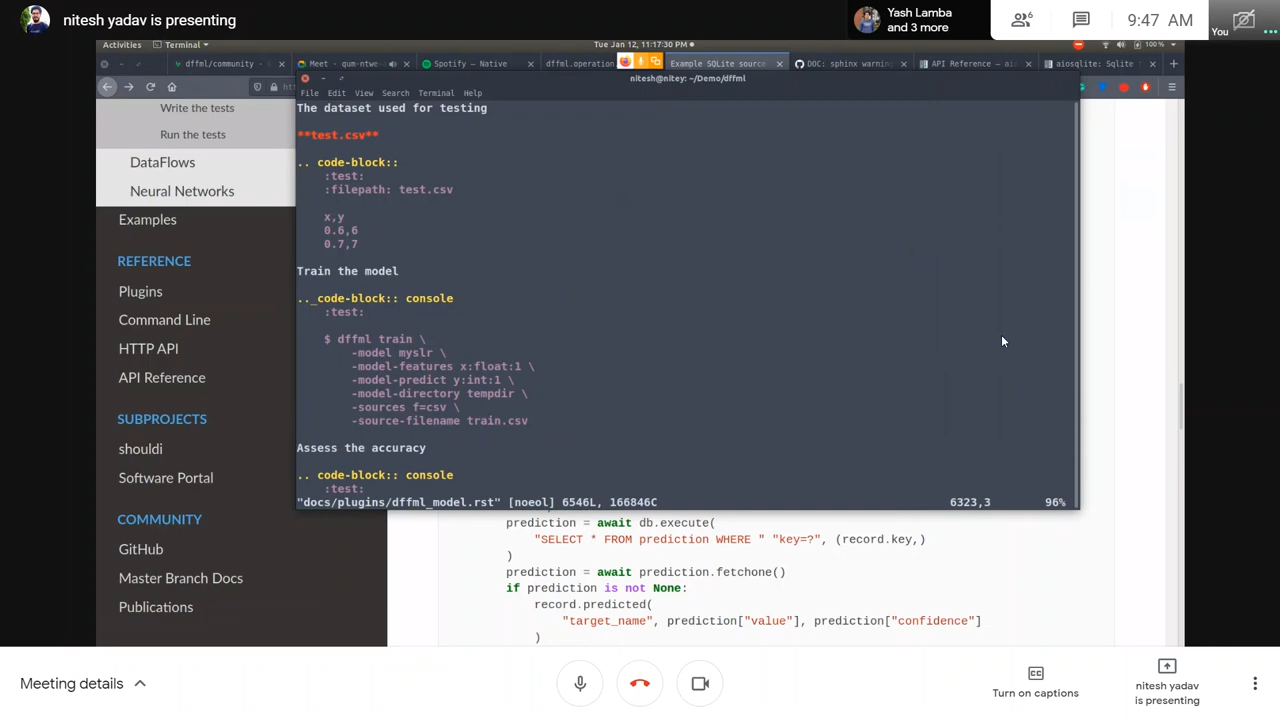 nitesh yadav is presenting
Yash Lamba
and 3 more
6
9:47 AM
You
Activities
Terminal
Tue Jan 12, 11:17:30 PM
100 %
dffml/community
Meet - qum-ntwe-
Spotify – Native
dffml.operation
Example SQLite source
DOC: sphinx warning
API Reference — aio
aiosqlite: Sqlite
nitesh@nitey: ~/Demo/dffml
File Edit View Search Terminal Help
Write the tests
Run the tests
DataFlows
Neural Networks
Examples
REFERENCE
Plugins
Command Line
HTTP API
API Reference
SUBPROJECTS
shouldi
Software Portal
COMMUNITY
GitHub
Master Branch Docs
Publications
The dataset used for testing
**test.csv**
.. code-block::
:test:
:filepath: test.csv
x,y
0.6,6
0.7,7
Train the model
.. code-block:: console
:test:
$ dffml train \
-model myslr \
-model-features x:float:1 \
-model-predict y:int:1 \
-model-directory tempdir \
-sources f=csv \
-source-filename train.csv
Assess the accuracy
.. code-block:: console
:test:
"docs/plugins/dffml_model.rst" [noeol] 6546L, 166846C 6323,3 96%
prediction = await db.execute(
"SELECT * FROM prediction WHERE " "key=?", (record.key,)
)
prediction = await prediction.fetchone()
if prediction is not None:
record.predicted(
"target_name", prediction["value"], prediction["confidence"]
)
Meeting details
Turn on captions
nitesh yadav
is presenting